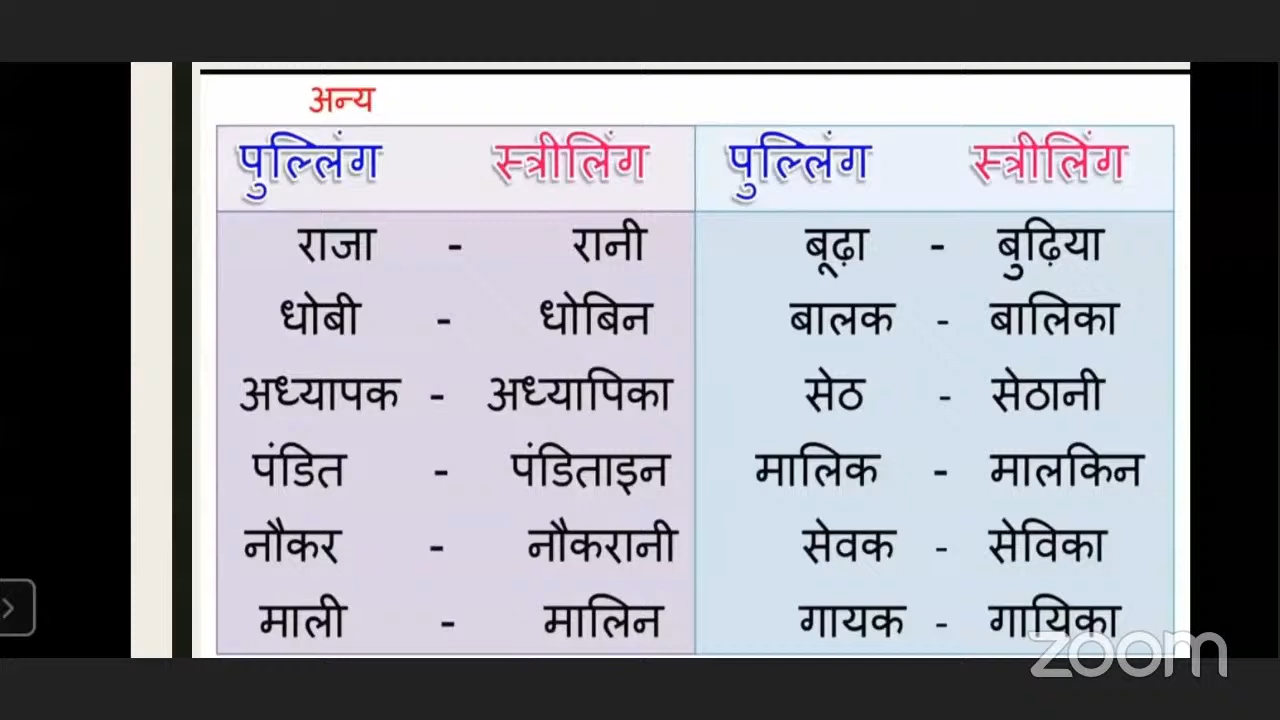 अन्य
पुल्लिंग स्त्रीलिंग पुल्लिंग स्त्रीलिंग
राजा - रानी बूढ़ा - बुढ़िया
धोबी - धोबिन बालक - बालिका
अध्यापक - अध्यापिका सेठ - सेठानी
पंडित - पंडिताइन मालिक - मालकिन
नौकर - नौकरानी सेवक - सेविका
माली - मालिन गायक - गायिका
zoom